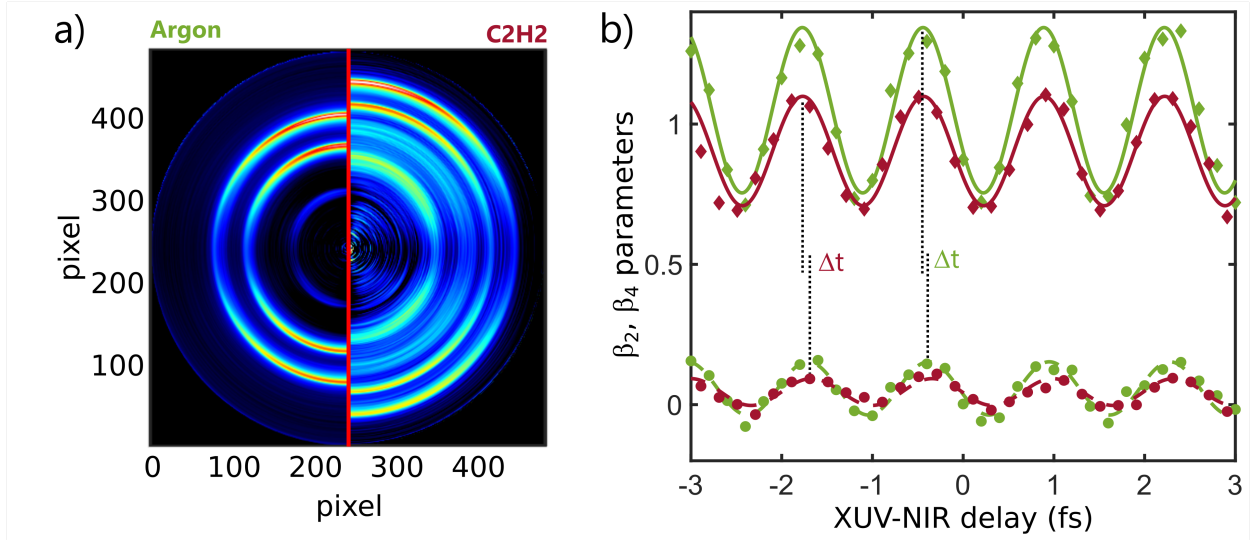 a)
Argon
C2H2
pixel
400
300
200
100
0 100 200 300 400
pixel
b)
β2, β4 parameters
1
0.5
0
Δt
Δt
-3 -2 -1 0 1 2 3
XUV-NIR delay (fs)